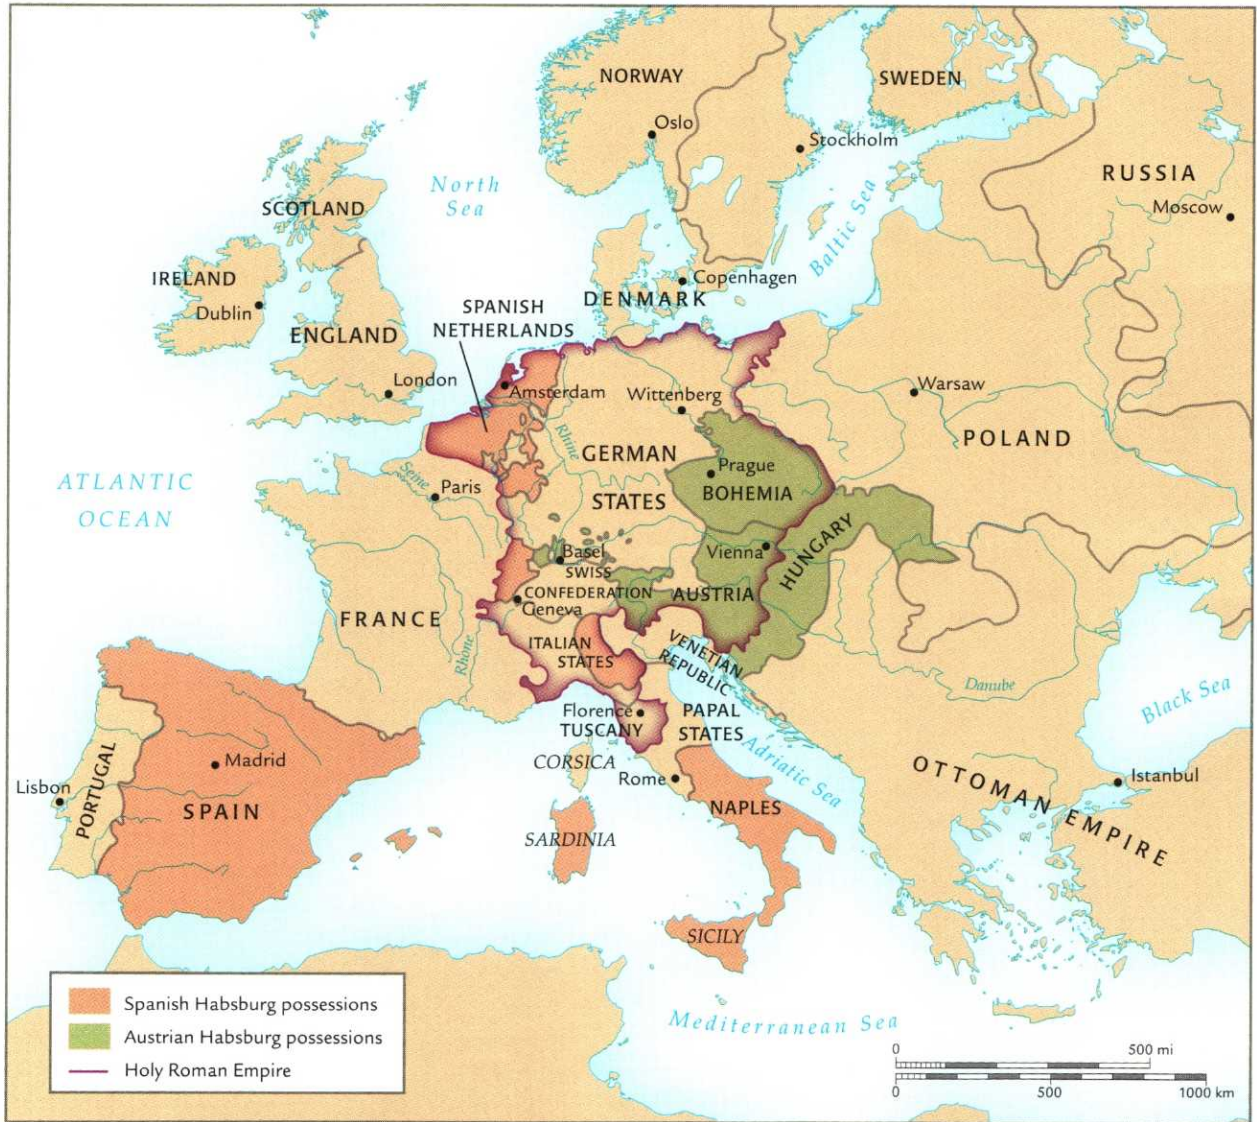 NORWAY
SWEDEN
Oslo
Stockholm
RUSSIA
Moscow
North
Sea
Baltic Sea
SCOTLAND
IRELAND
Dublin
ENGLAND
London
Copenhagen
DENMARK
SPANISH
NETHERLANDS
Amsterdam
Wittenberg
Warsaw
POLAND
Rhine
GERMAN
STATES
Prague
BOHEMIA
ATLANTIC
OCEAN
Seine
Paris
HUNGARY
Vienna
Basel
SWISS
CONFEDERATION
Geneva
AUSTRIA
FRANCE
Rhone
ITALIAN
STATES
VENETIAN
REPUBLIC
Danube
Black Sea
Florence
TUSCANY
PAPAL
STATES
Adriatic Sea
CORSICA
Rome
Madrid
Lisbon
PORTUGAL
SPAIN
SARDINIA
NAPLES
OTTOMAN EMPIRE
Istanbul
SICILY
Mediterranean Sea
Spanish Habsburg possessions
Austrian Habsburg possessions
Holy Roman Empire
0 500 mi
0 500 1000 km